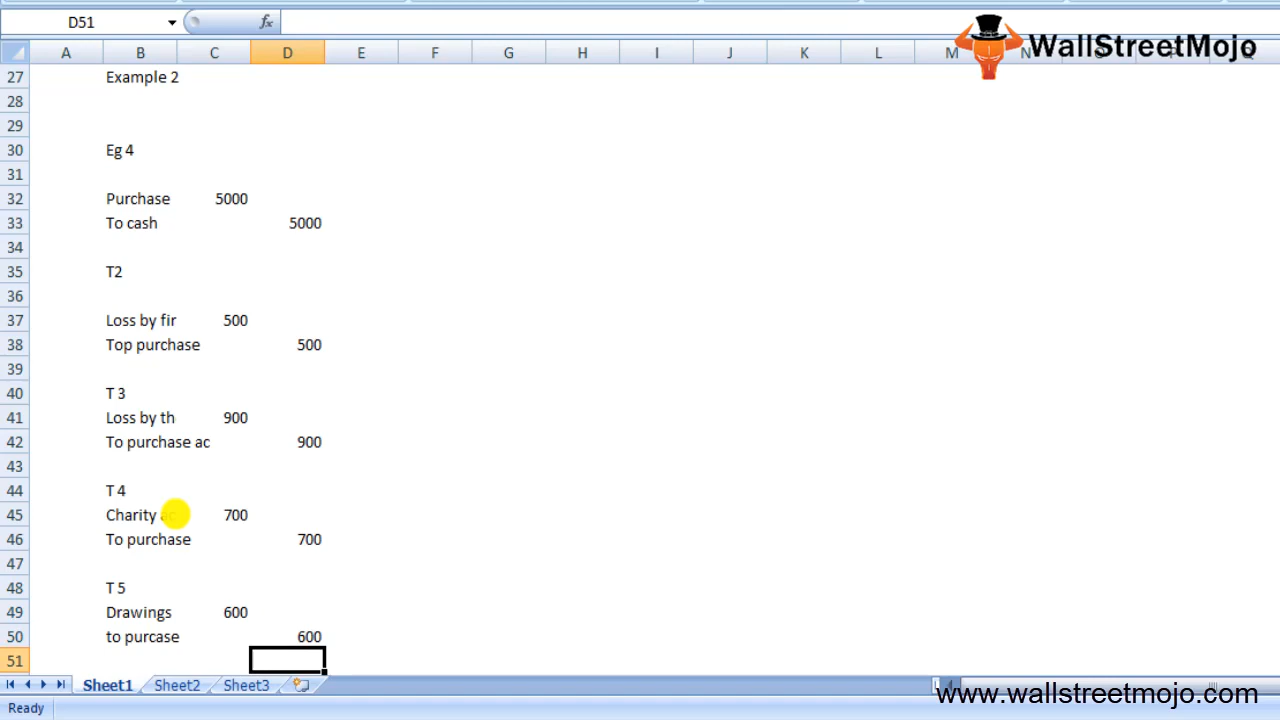 D51 fx
A B C D E F G H I J K L M N
WallStreetMojo
27 Example 2
28
29
30 Eg 4
31
32 Purchase 5000
33 To cash 5000
34
35 T2
36
37 Loss by fir 500
38 Top purchase 500
39
40 T 3
41 Loss by th 900
42 To purchase ac 900
43
44 T 4
45 Charity ac 700
46 To purchase 700
47
48 T 5
49 Drawings 600
50 to purcase 600
51
Sheet1 Sheet2 Sheet3
www.wallstreetmojo.com
Ready